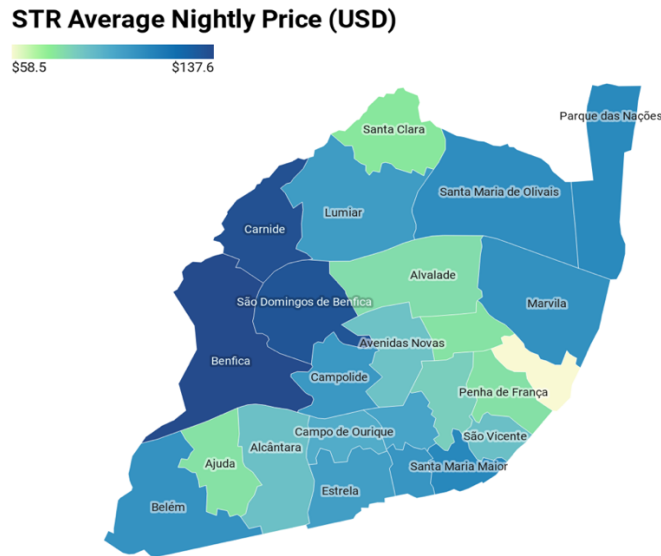 STR Average Nightly Price (USD)
$58.5 $137.6
Parque das Nações
Santa Clara
Santa Maria de Olivais
Lumiar
Carnide
Alvalade
São Domingos de Benfica
Marvila
Avenidas Novas
Benfica
Campolide
Penha de França
Campo de Ourique
São Vicente
Alcântara
Ajuda
Santa Maria Maior
Estrela
Belém